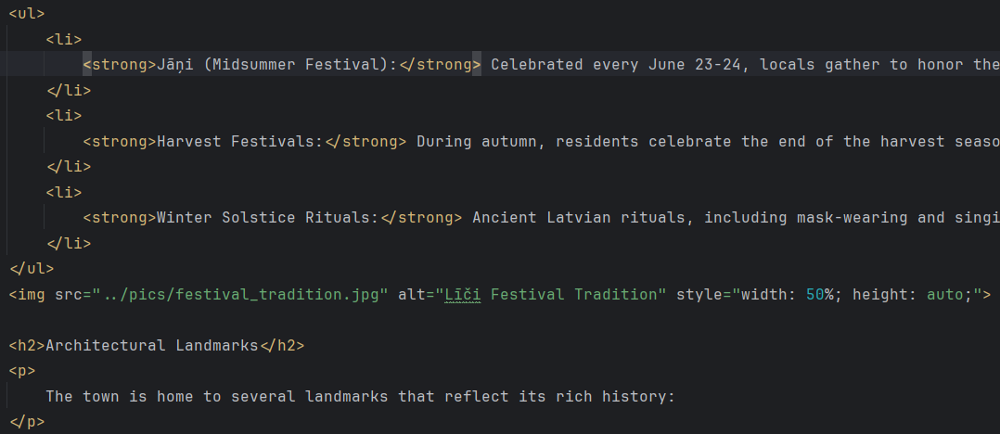 <ul>
<li>
<strong>Jāņi (Midsummer Festival):</strong> Celebrated every June 23-24, locals gather to honor the
</li>
<li>
<strong>Harvest Festivals:</strong> During autumn, residents celebrate the end of the harvest seaso
</li>
<li>
<strong>Winter Solstice Rituals:</strong> Ancient Latvian rituals, including mask-wearing and singi
</li>
</ul>
<img src="../pics/festival_tradition.jpg" alt="Līči Festival Tradition" style="width: 50%; height: auto;">
<h2>Architectural Landmarks</h2>
<p>
The town is home to several landmarks that reflect its rich history:
</p>